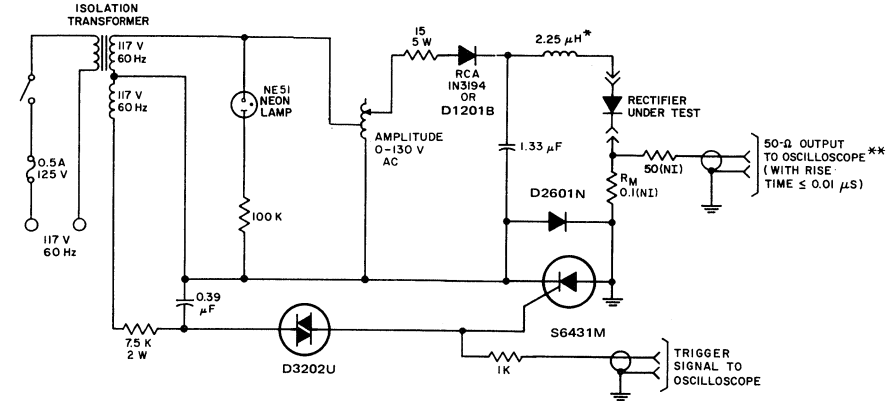 ISOLATION
TRANSFORMER
117 V
60 Hz
117 V
60 Hz
0.5A
125 V
117 V
60 Hz
NE51
NEON
LAMP
100 K
15
5 W
RCA
1N3194
OR
D1201B
AMPLITUDE
0-130 V
AC
2.25 µH*
1.33 µF
RECTIFIER
UNDER TEST
50(NI)
RM
0.1(NI)
50-Ω OUTPUT
TO OSCILLOSCOPE**
(WITH RISE
TIME ≤ 0.01 µS)
D2601N
0.39
µF
7.5 K
2 W
D3202U
S6431M
1K
TRIGGER
SIGNAL TO
OSCILLOSCOPE